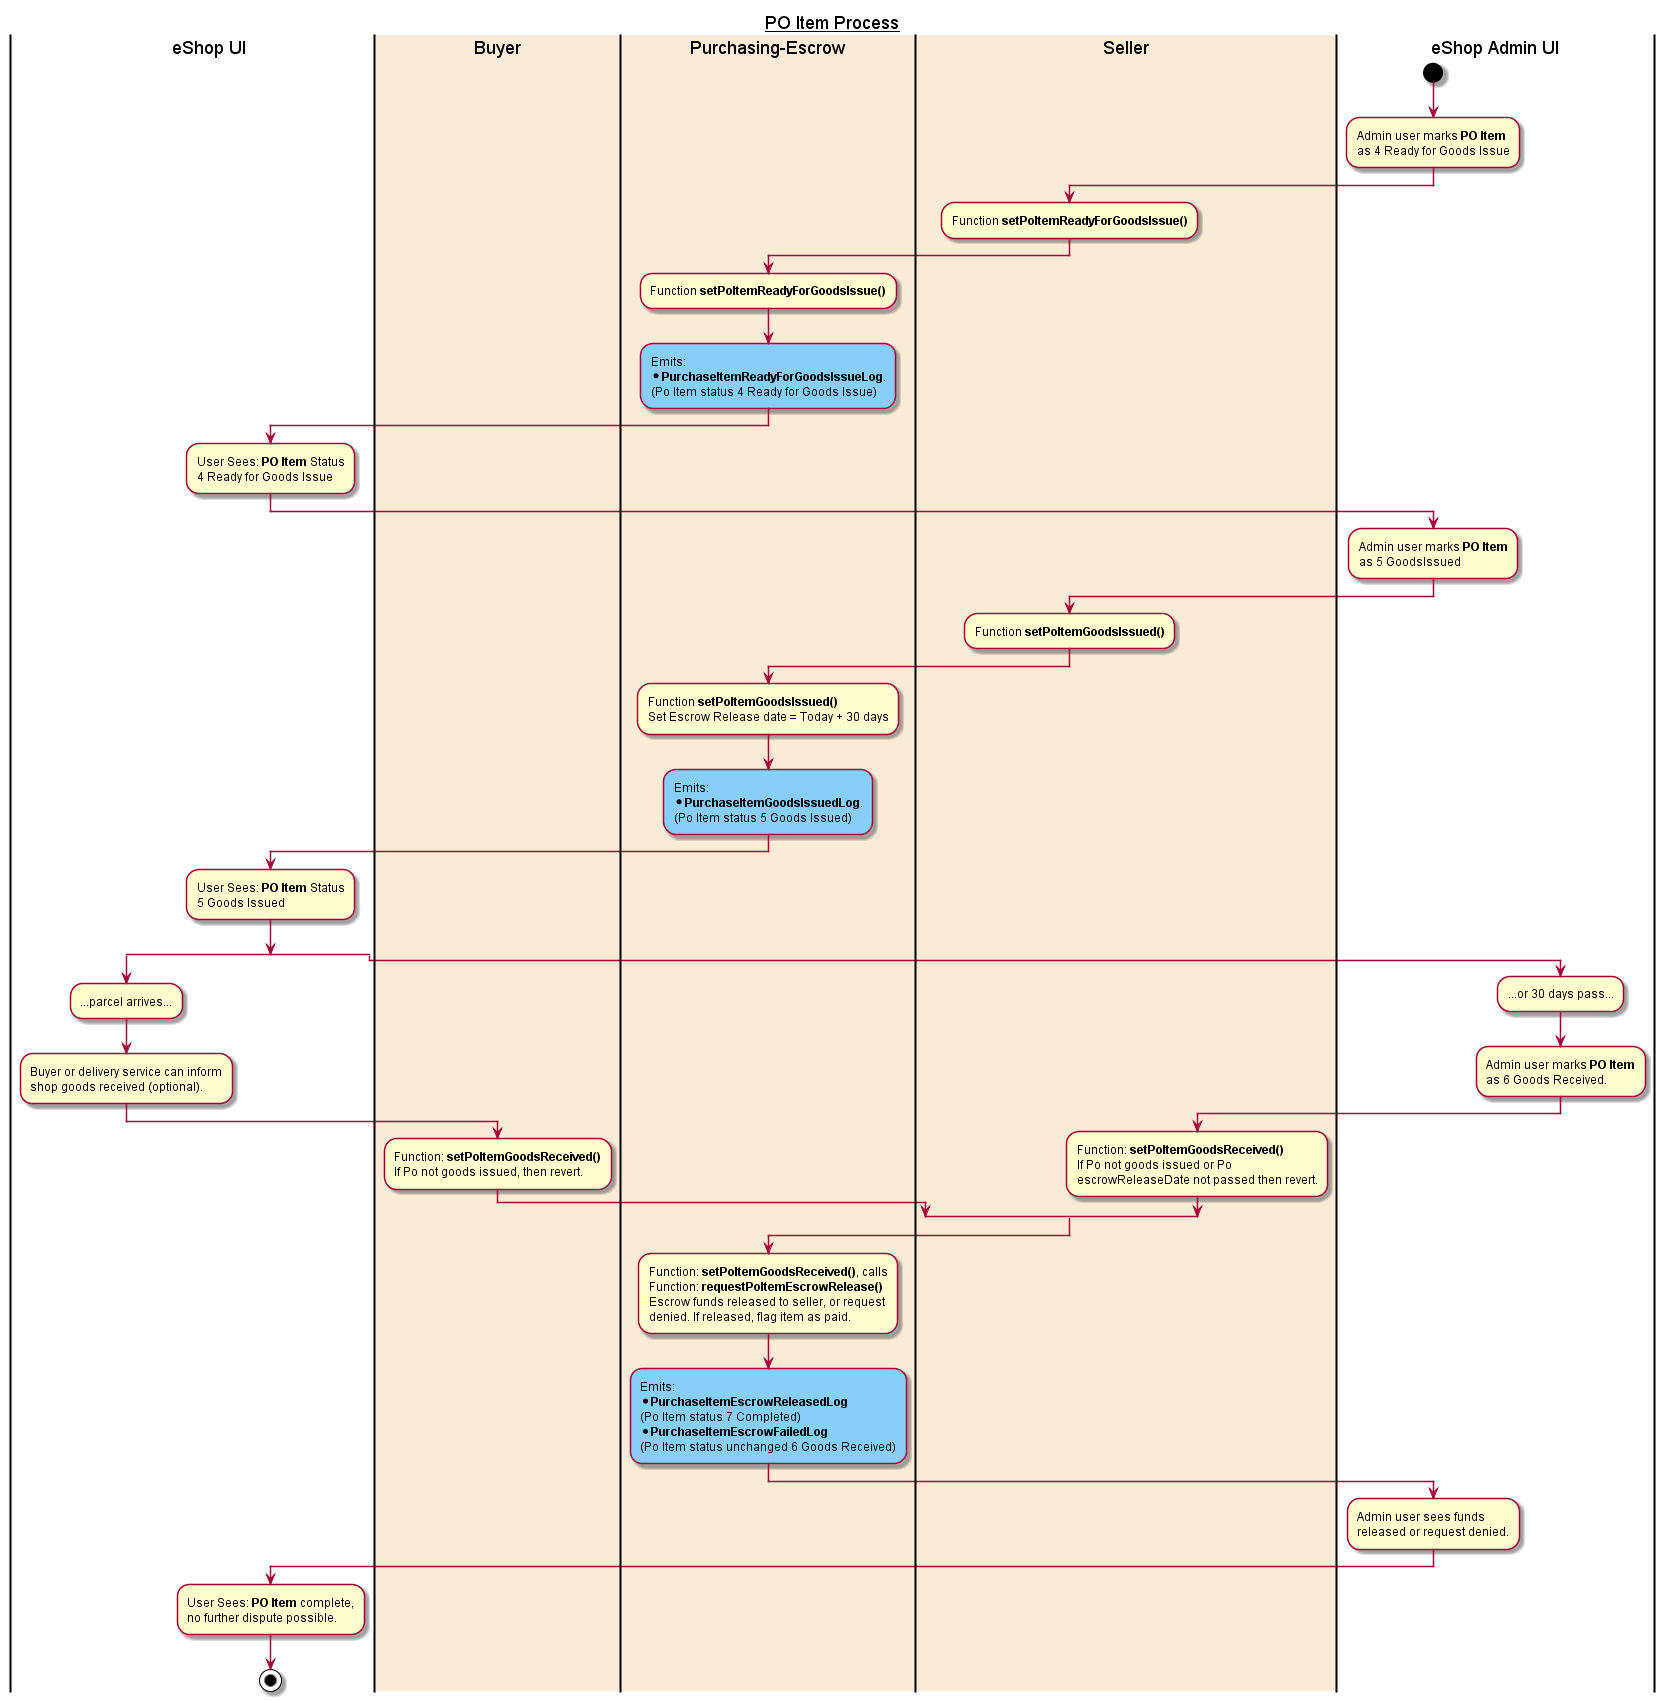 PO Item Process
eShop UI
Buyer
Purchasing-Escrow
Seller
eShop Admin UI
Admin user marks PO Item
as 4 Ready for Goods Issue
Function setPoItemReadyForGoodsIssue()
Function setPoItemReadyForGoodsIssue()
Emits:
•PurchaseItemReadyForGoodsIssueLog.
(Po Item status 4 Ready for Goods Issue)
User Sees: PO Item Status
4 Ready for Goods Issue
Admin user marks PO Item
as 5 GoodsIssued
Function setPoItemGoodsIssued()
Function setPoItemGoodsIssued()
Set Escrow Release date = Today + 30 days
Emits:
•PurchaseItemGoodsIssuedLog.
(Po Item status 5 Goods Issued)
User Sees: PO Item Status
5 Goods Issued
...parcel arrives...
...or 30 days pass...
Buyer or delivery service can inform
shop goods received (optional).
Admin user marks PO Item
as 6 Goods Received.
Function: setPoItemGoodsReceived()
If Po not goods issued, then revert.
Function: setPoItemGoodsReceived()
If Po not goods issued or Po
escrowReleaseDate not passed then revert.
Function: setPoItemGoodsReceived(), calls
Function: requestPoItemEscrowRelease()
Escrow funds released to seller, or request
denied. If released, flag item as paid.
Emits:
•PurchaseItemEscrowReleasedLog
(Po Item status 7 Completed)
•PurchaseItemEscrowFailedLog
(Po Item status unchanged 6 Goods Received)
Admin user sees funds
released or request denied.
User Sees: PO Item complete,
no further dispute possible.